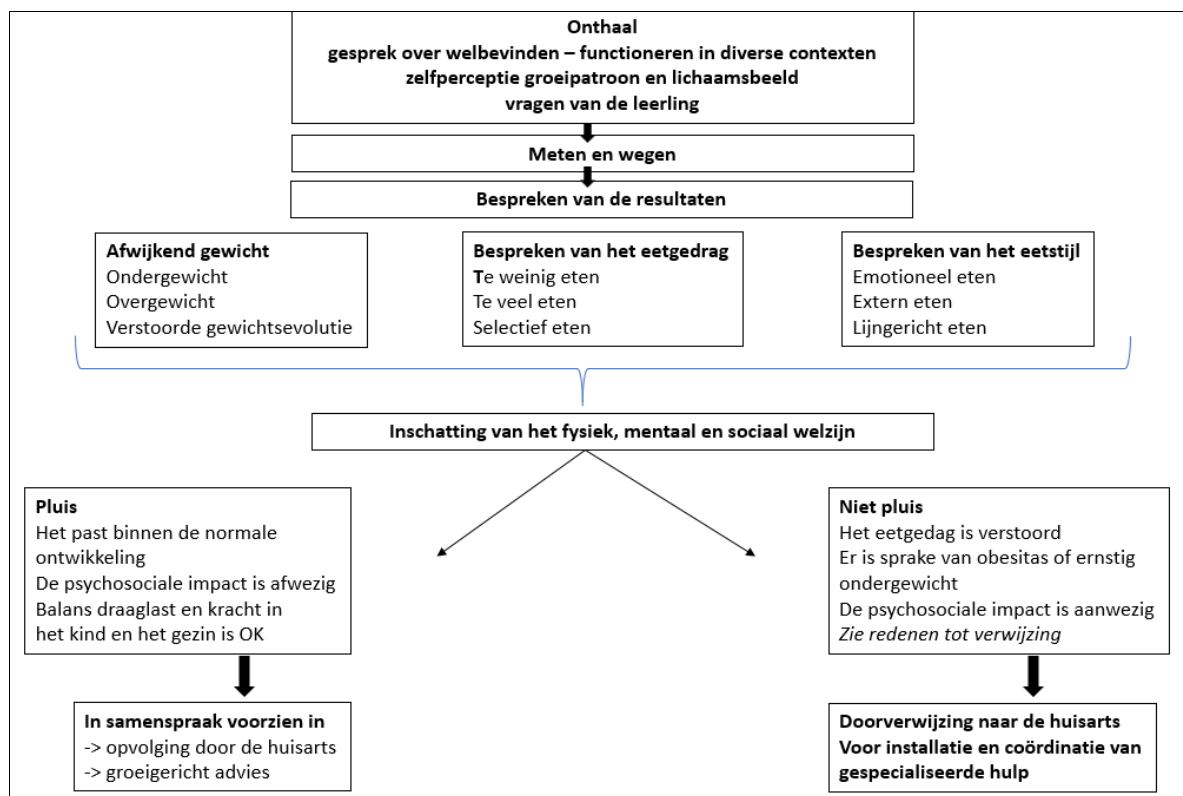 Onthaal
gesprek over welbevinden – functioneren in diverse contexten
zelfperceptie groeipatroon en lichaamsbeeld
vragen van de leerling
Meten en wegen
Bespreken van de resultaten
Afwijkend gewicht
Ondergewicht
Overgewicht
Verstoorde gewichtsevolutie
Bespreken van het eetgedrag
Te weinig eten
Te veel eten
Selectief eten
Bespreken van het eetstijl
Emotioneel eten
Extern eten
Lijngericht eten
Inschatting van het fysiek, mentaal en sociaal welzijn
Pluis
Het past binnen de normale
ontwikkeling
De psychosociale impact is afwezig
Balans draaglast en kracht in
het kind en het gezin is OK
Niet pluis
Het eetgedag is verstoord
Er is sprake van obesitas of ernstig
ondergewicht
De psychosociale impact is aanwezig
Zie redenen tot verwijzing
In samenspraak voorzien in
-> opvolging door de huisarts
-> groeigericht advies
Doorverwijzing naar de huisarts
Voor installatie en coördinatie van
gespecialiseerde hulp